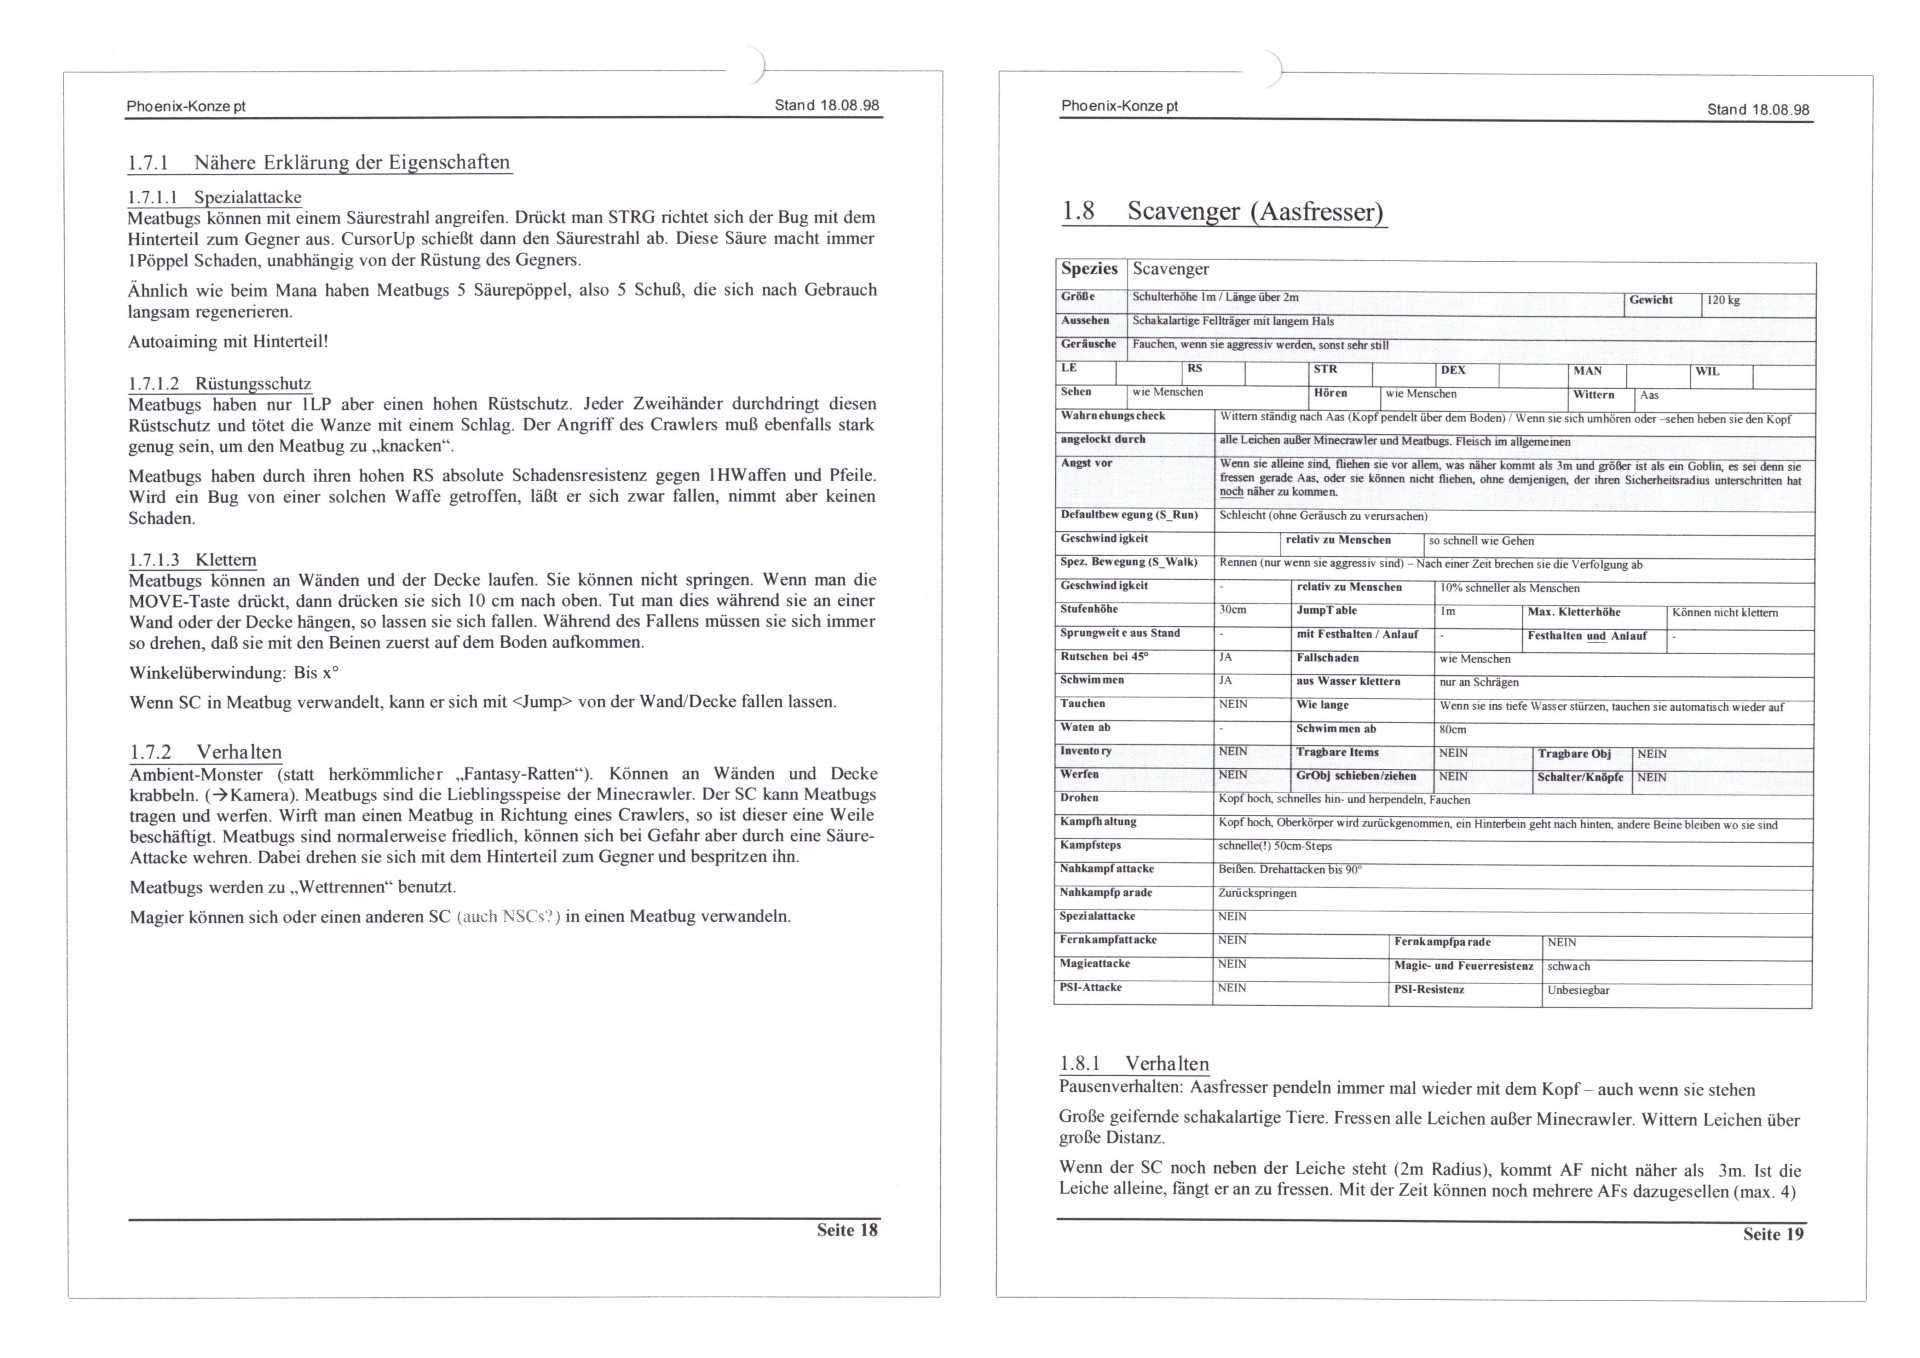 Phoenix-Konzept Stand 18.08.98
1.7.1 Nähere Erklärung der Eigenschaften
1.7.1.1 Spezialattacke
Meatbugs können mit einem Säurestrahl angreifen. Drückt man STRG richtet sich der Bug mit dem
Hinterteil zum Gegner aus. CursorUp schießt dann den Säurestrahl ab. Diese Säure macht immer
1Pöppel Schaden, unabhängig von der Rüstung des Gegners.
Ähnlich wie beim Mana haben Meatbugs 5 Säurepöppel, also 5 Schuß, die sich nach Gebrauch
langsam regenerieren.
Autoaiming mit Hinterteil!
1.7.1.2 Rüstungsschutz
Meatbugs haben nur 1LP aber einen hohen Rüstschutz. Jeder Zweihänder durchdringt diesen
Rüstschutz und tötet die Wanze mit einem Schlag. Der Angriff des Crawlers muß ebenfalls stark
genug sein, um den Meatbug zu „knacken“.
Meatbugs haben durch ihren hohen RS absolute Schadensresistenz gegen 1HWaffen und Pfeile.
Wird ein Bug von einer solchen Waffe getroffen, läßt er sich zwar fallen, nimmt aber keinen
Schaden.
1.7.1.3 Klettern
Meatbugs können an Wänden und der Decke laufen. Sie können nicht springen. Wenn man die
MOVE-Taste drückt, dann drücken sie sich 10 cm nach oben. Tut man dies während sie an einer
Wand oder der Decke hängen, so lassen sie sich fallen. Während des Fallens müssen sie sich immer
so drehen, daß sie mit den Beinen zuerst auf dem Boden aufkommen.
Winkelüberwindung: Bis x°
Wenn SC in Meatbug verwandelt, kann er sich mit <Jump> von der Wand/Decke fallen lassen.
1.7.2 Verhalten
Ambient-Monster (statt herkömmlicher „Fantasy-Ratten“). Können an Wänden und Decke
krabbeln. (→Kamera). Meatbugs sind die Lieblingsspeise der Minecrawler. Der SC kann Meatbugs
tragen und werfen. Wirft man einen Meatbug in Richtung eines Crawlers, so ist dieser eine Weile
beschäftigt. Meatbugs sind normalerweise friedlich, können sich bei Gefahr aber durch eine Säure-
Attacke wehren. Dabei drehen sie sich mit dem Hinterteil zum Gegner und bespritzen ihn.
Meatbugs werden zu „Wettrennen“ benutzt.
Magier können sich oder einen anderen SC (auch NSCs?) in einen Meatbug verwandeln.
Seite 18
Phoenix-Konzept Stand 18.08.98
1.8 Scavenger (Aasfresser)
Spezies Scavenger
Größe Schulterhöhe 1m / Länge über 2m Gewicht 120 kg
Aussehen Schakalartige Fellträger mit langem Hals
Geräusche Fauchen, wenn sie aggressiv werden, sonst sehr still
LE RS STR DEX MAN WIL
Sehen wie Menschen Hören wie Menschen Wittern Aas
Wahrnehungscheck Wittern ständig nach Aas (Kopf pendelt über dem Boden) / Wenn sie sich umhören oder –sehen heben sie den Kopf
angelockt durch alle Leichen außer Minecrawler und Meatbugs. Fleisch im allgemeinen
Angst vor Wenn sie alleine sind, fliehen sie vor allem, was näher kommt als 3m und größer ist als ein Goblin, es sei denn sie
fressen gerade Aas, oder sie können nicht fliehen, ohne demjenigen, der ihren Sicherheitsradius unterschritten hat
noch näher zu kommen.
Defaultbewegung (S_Run) Schleicht (ohne Geräusch zu verursachen)
Geschwindigkeit relativ zu Menschen so schnell wie Gehen
Spez. Bewegung (S_Walk) Rennen (nur wenn sie aggressiv sind) – Nach einer Zeit brechen sie die Verfolgung ab
Geschwindigkeit - relativ zu Menschen 10% schneller als Menschen
Stufenhöhe 30cm JumpTable 1m Max. Kletterhöhe Können nicht klettern
Sprungweite aus Stand - mit Festhalten / Anlauf - Festhalten und Anlauf -
Rutschen bei 45° JA Fallschaden wie Menschen
Schwimmen JA aus Wasser klettern nur an Schrägen
Tauchen NEIN Wie lange Wenn sie ins tiefe Wasser stürzen, tauchen sie automatisch wieder auf
Waten ab - Schwimmen ab 80cm
Inventory NEIN Tragbare Items NEIN Tragbare Obj NEIN
Werfen NEIN GrObj schieben/ziehen NEIN Schalter/Knöpfe NEIN
Drohen Kopf hoch, schnelles hin- und herpendeln, Fauchen
Kampfhaltung Kopf hoch, Oberkörper wird zurückgenommen, ein Hinterbein geht nach hinten, andere Beine bleiben wo sie sind
Kampfsteps schnelle(!) 50cm-Steps
Nahkampfattacke Beißen. Drehattacken bis 90°
Nahkampfparade Zurückspringen
Spezialattacke NEIN
Fernkampfattacke NEIN Fernkampfparade NEIN
Magieattacke NEIN Magie- und Feuerresistenz schwach
PSI-Attacke NEIN PSI-Resistenz Unbesiegbar
1.8.1 Verhalten
Pausenverhalten: Aasfresser pendeln immer mal wieder mit dem Kopf – auch wenn sie stehen
Große geifernde schakalartige Tiere. Fressen alle Leichen außer Minecrawler. Wittern Leichen über
große Distanz.
Wenn der SC noch neben der Leiche steht (2m Radius), kommt AF nicht näher als 3m. Ist die
Leiche alleine, fängt er an zu fressen. Mit der Zeit können noch mehrere AFs dazugesellen (max. 4)
Seite 19